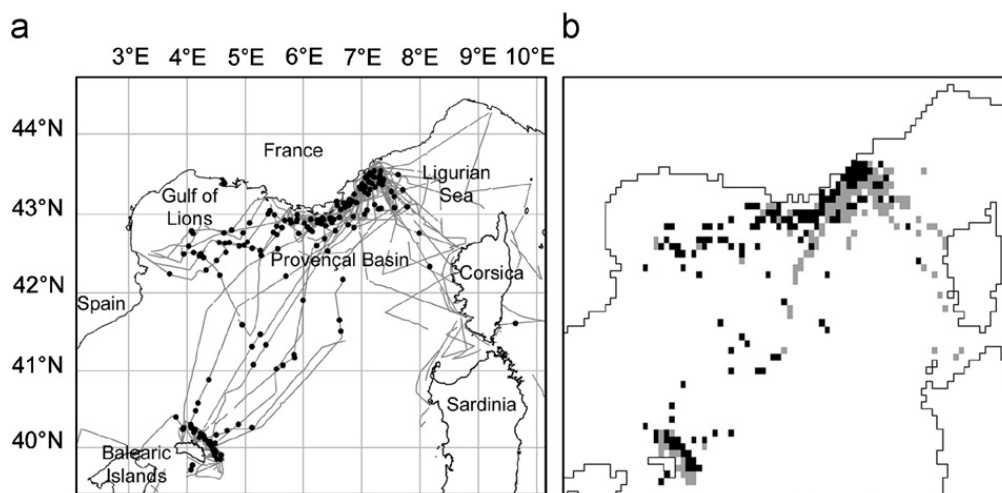 a
b
3°E 4°E 5°E 6°E 7°E 8°E 9°E 10°E
44°N
43°N
42°N
41°N
40°N
France
Gulf of
Lions
Ligurian
Sea
Provençal Basin
Corsica
Spain
Sardinia
Balearic
Islands